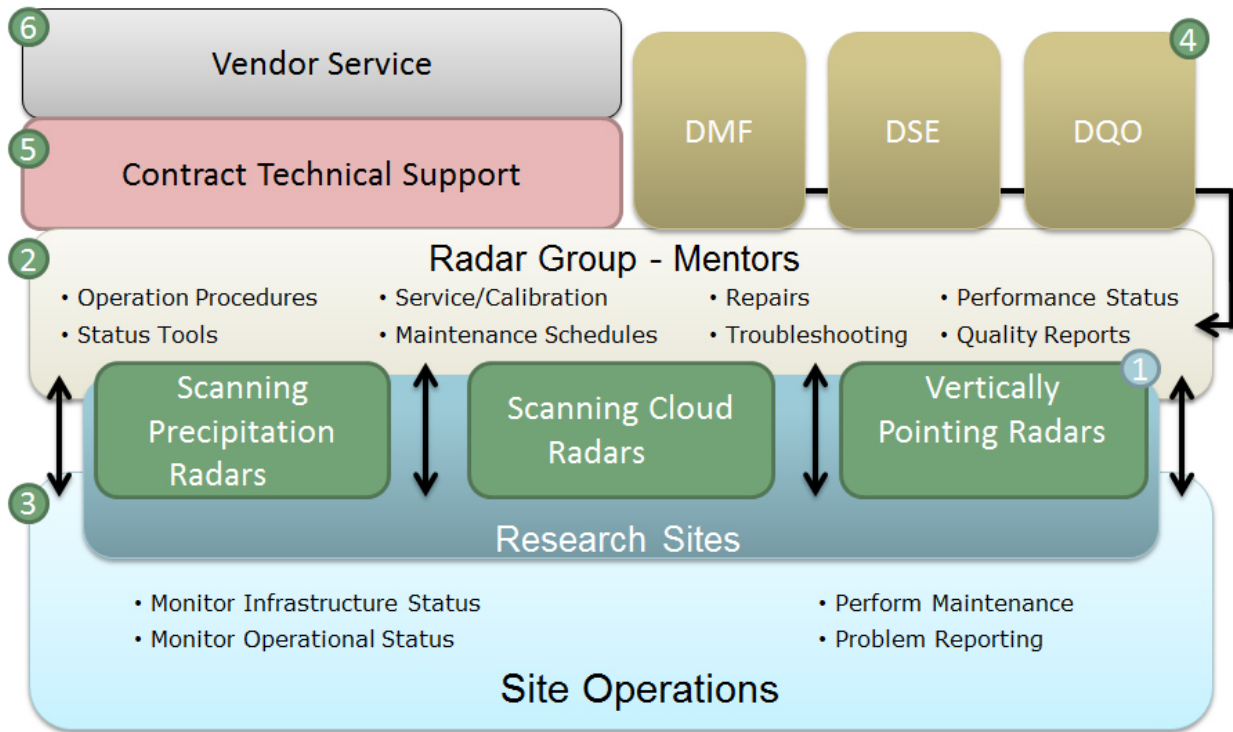 6
Vendor Service
5
Contract Technical Support
DMF
DSE
DQO
4
2
Radar Group - Mentors
• Operation Procedures
• Status Tools
• Service/Calibration
• Maintenance Schedules
• Repairs
• Troubleshooting
• Performance Status
• Quality Reports
1
Scanning
Precipitation
Radars
Scanning Cloud
Radars
Vertically
Pointing Radars
Research Sites
3
• Monitor Infrastructure Status
• Monitor Operational Status
• Perform Maintenance
• Problem Reporting
Site Operations